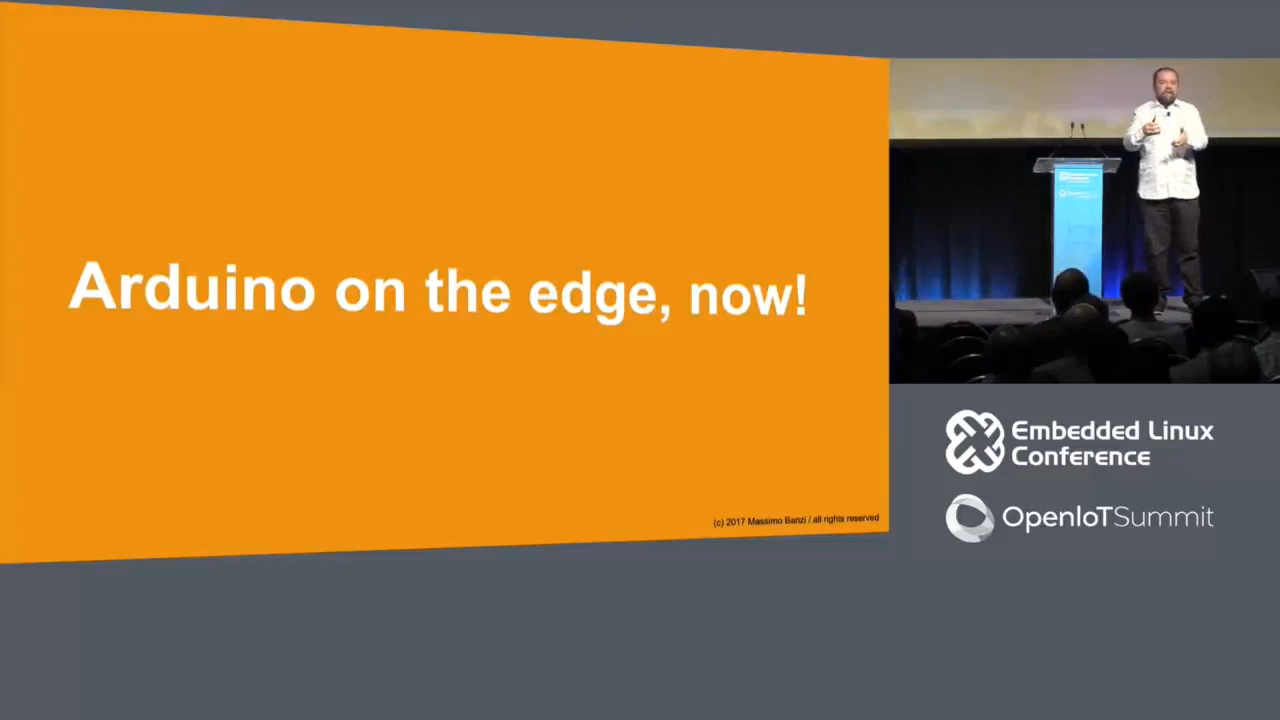 Arduino on the edge, now!
(c) 2017 Massimo Banzi / all rights reserved
Embedded Linux
Conference
OpenIoTSummit